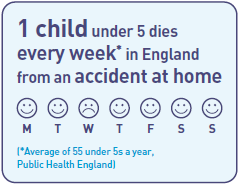 1 child under 5 dies
every week* in England
from an accident at home
M T W T F S S
(*Average of 55 under 5s a year,
Public Health England)